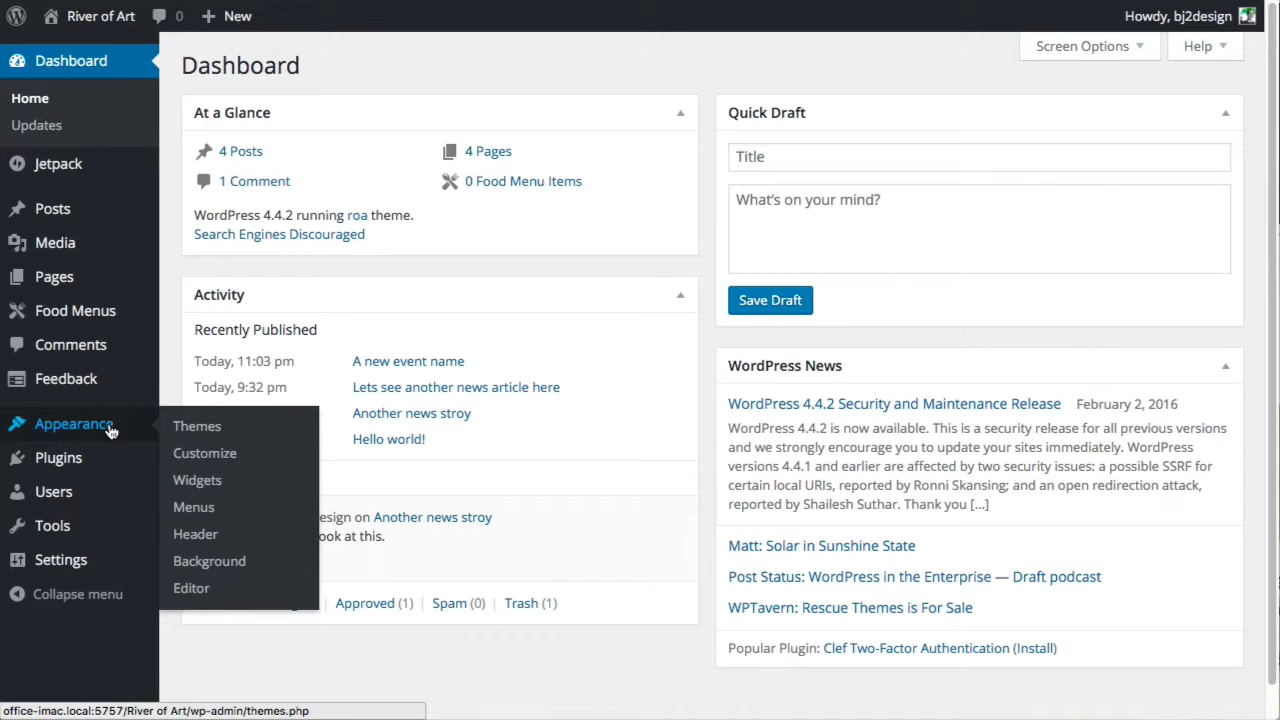 River of Art 0 New Howdy, bj2design
Dashboard
Home
Updates
Jetpack
Posts
Media
Pages
Food Menus
Comments
Feedback
Appearance
Plugins
Users
Tools
Settings
Collapse menu
Themes
Customize
Widgets
Menus
Header
Background
Editor
Screen Options Help
Dashboard
At a Glance
4 Posts 4 Pages
1 Comment 0 Food Menu Items
WordPress 4.4.2 running roa theme.
Search Engines Discouraged
Activity
Recently Published
Today, 11:03 pm A new event name
Today, 9:32 pm Lets see another news article here
Another news stroy
Hello world!
esign on Another news stroy
ook at this.
Approved (1) | Spam (0) | Trash (1)
Quick Draft
Title
What's on your mind?
Save Draft
WordPress News
WordPress 4.4.2 Security and Maintenance Release February 2, 2016
WordPress 4.4.2 is now available. This is a security release for all previous versions
and we strongly encourage you to update your sites immediately. WordPress
versions 4.4.1 and earlier are affected by two security issues: a possible SSRF for
certain local URIs, reported by Ronni Skansing; and an open redirection attack,
reported by Shailesh Suthar. Thank you […]
Matt: Solar in Sunshine State
Post Status: WordPress in the Enterprise — Draft podcast
WPTavern: Rescue Themes is For Sale
Popular Plugin: Clef Two-Factor Authentication (Install)
office-imac.local:5757/River of Art/wp-admin/themes.php